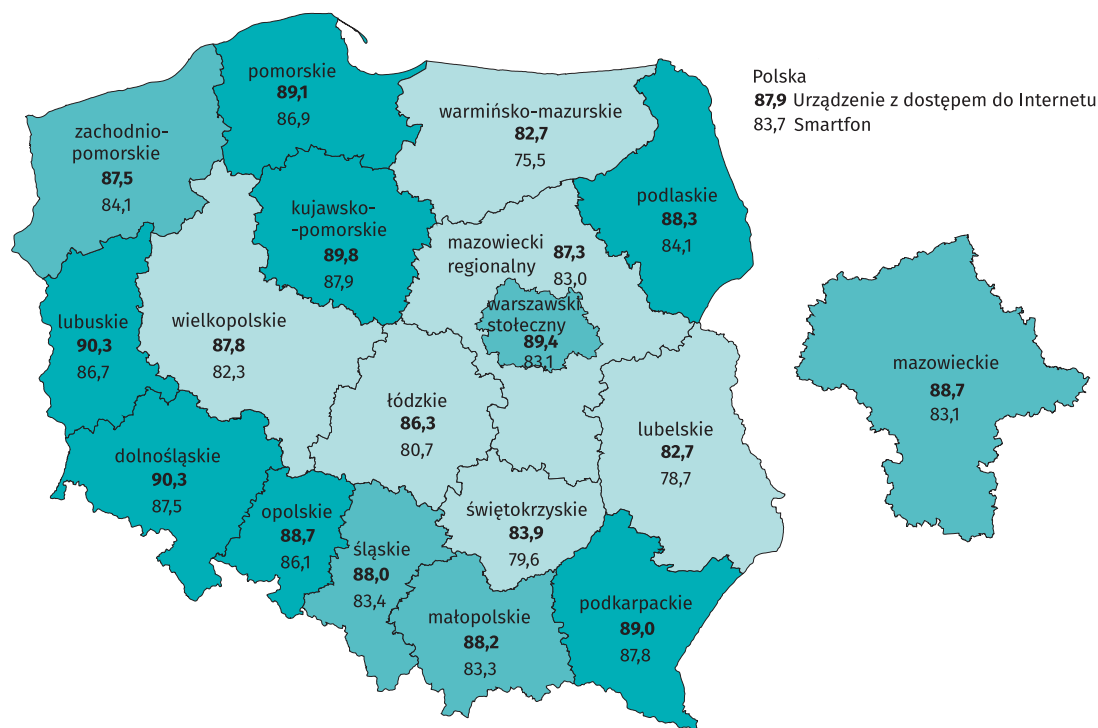 Polska
87,9 Urządzenie z dostępem do Internetu
83,7 Smartfon
pomorskie
89,1
86,9
warmińsko-mazurskie
82,7
75,5
zachodnio-
pomorskie
87,5
84,1
podlaskie
88,3
84,1
kujawsko-
-pomorskie
89,8
87,9
mazowiecki
regionalny
87,3
83,0
warszawski
stołeczny
89,4
83,1
lubuskie
90,3
86,7
wielkopolskie
87,8
82,3
mazowieckie
88,7
83,1
łódzkie
86,3
80,7
lubelskie
82,7
78,7
dolnośląskie
90,3
87,5
opolskie
88,7
86,1
świętokrzyskie
83,9
79,6
śląskie
88,0
83,4
małopolskie
88,2
83,3
podkarpackie
89,0
87,8